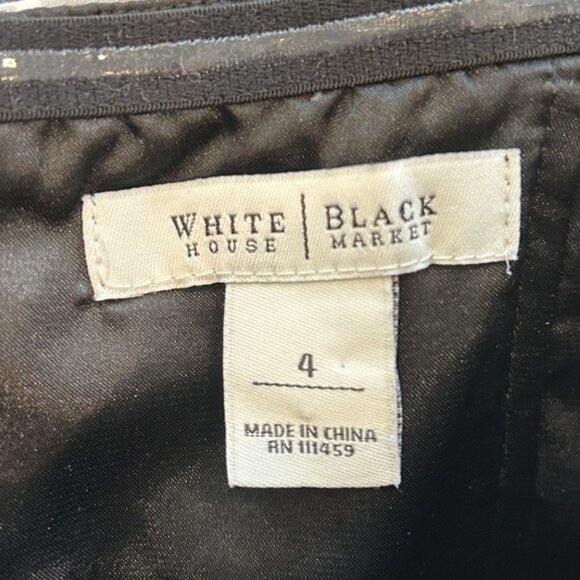 WHITE | BLACK
HOUSE | MARKET
4
MADE IN CHINA
RN 111459